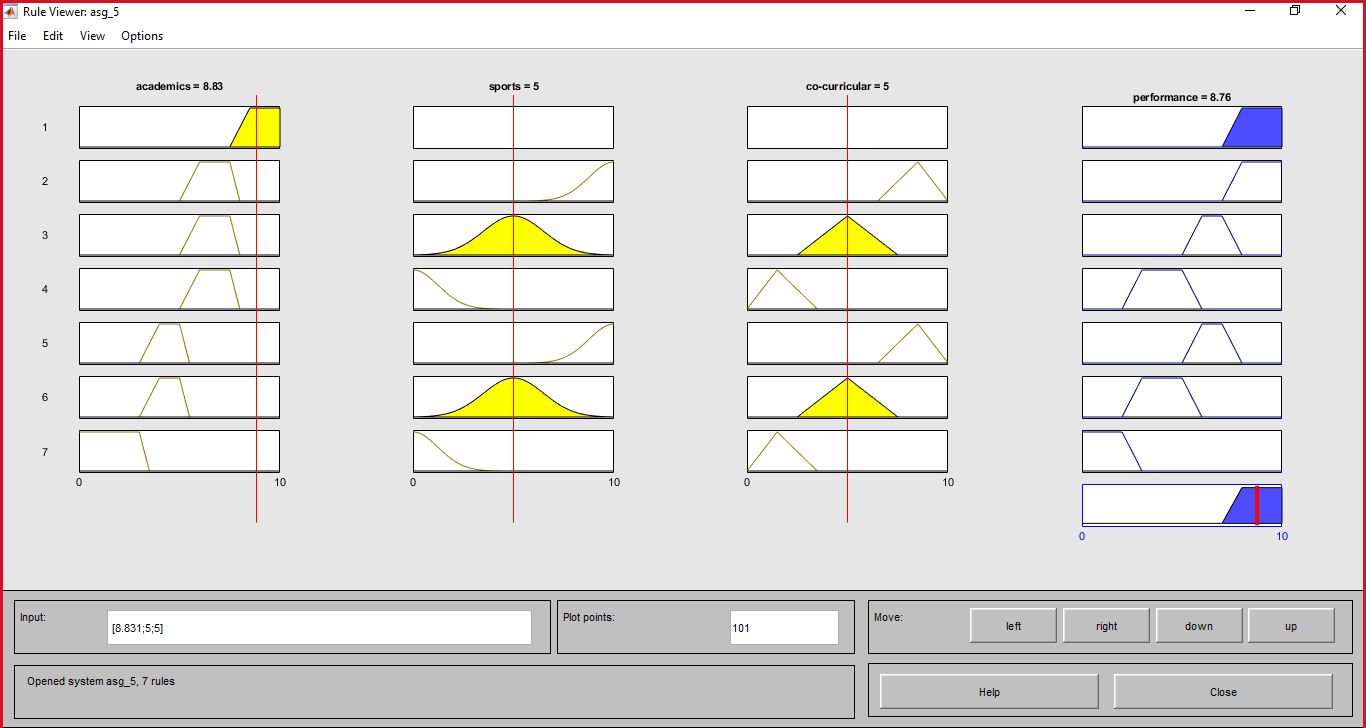 Rule Viewer: asg_5
File Edit View Options
academics = 8.83
sports = 5
co-curricular = 5
performance = 8.76
1
2
3
4
5
6
7
0 10
0 10
0 10
0 10
Input:
[8.831;5;5]
Plot points:
101
Move:
left
right
down
up
Opened system asg_5, 7 rules
Help
Close